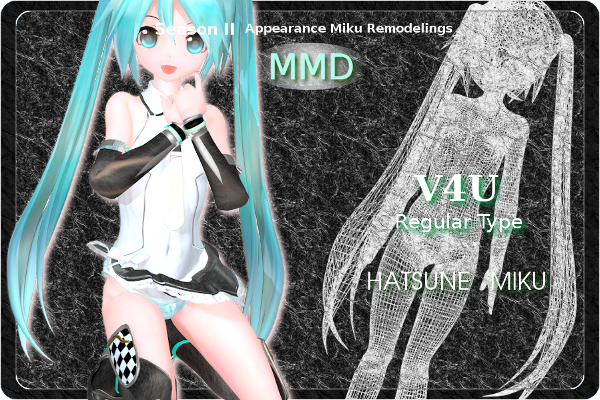 Season II Appearance Miku Remodelings
MMD
V4U
Regular Type
HATSUNE MIKU